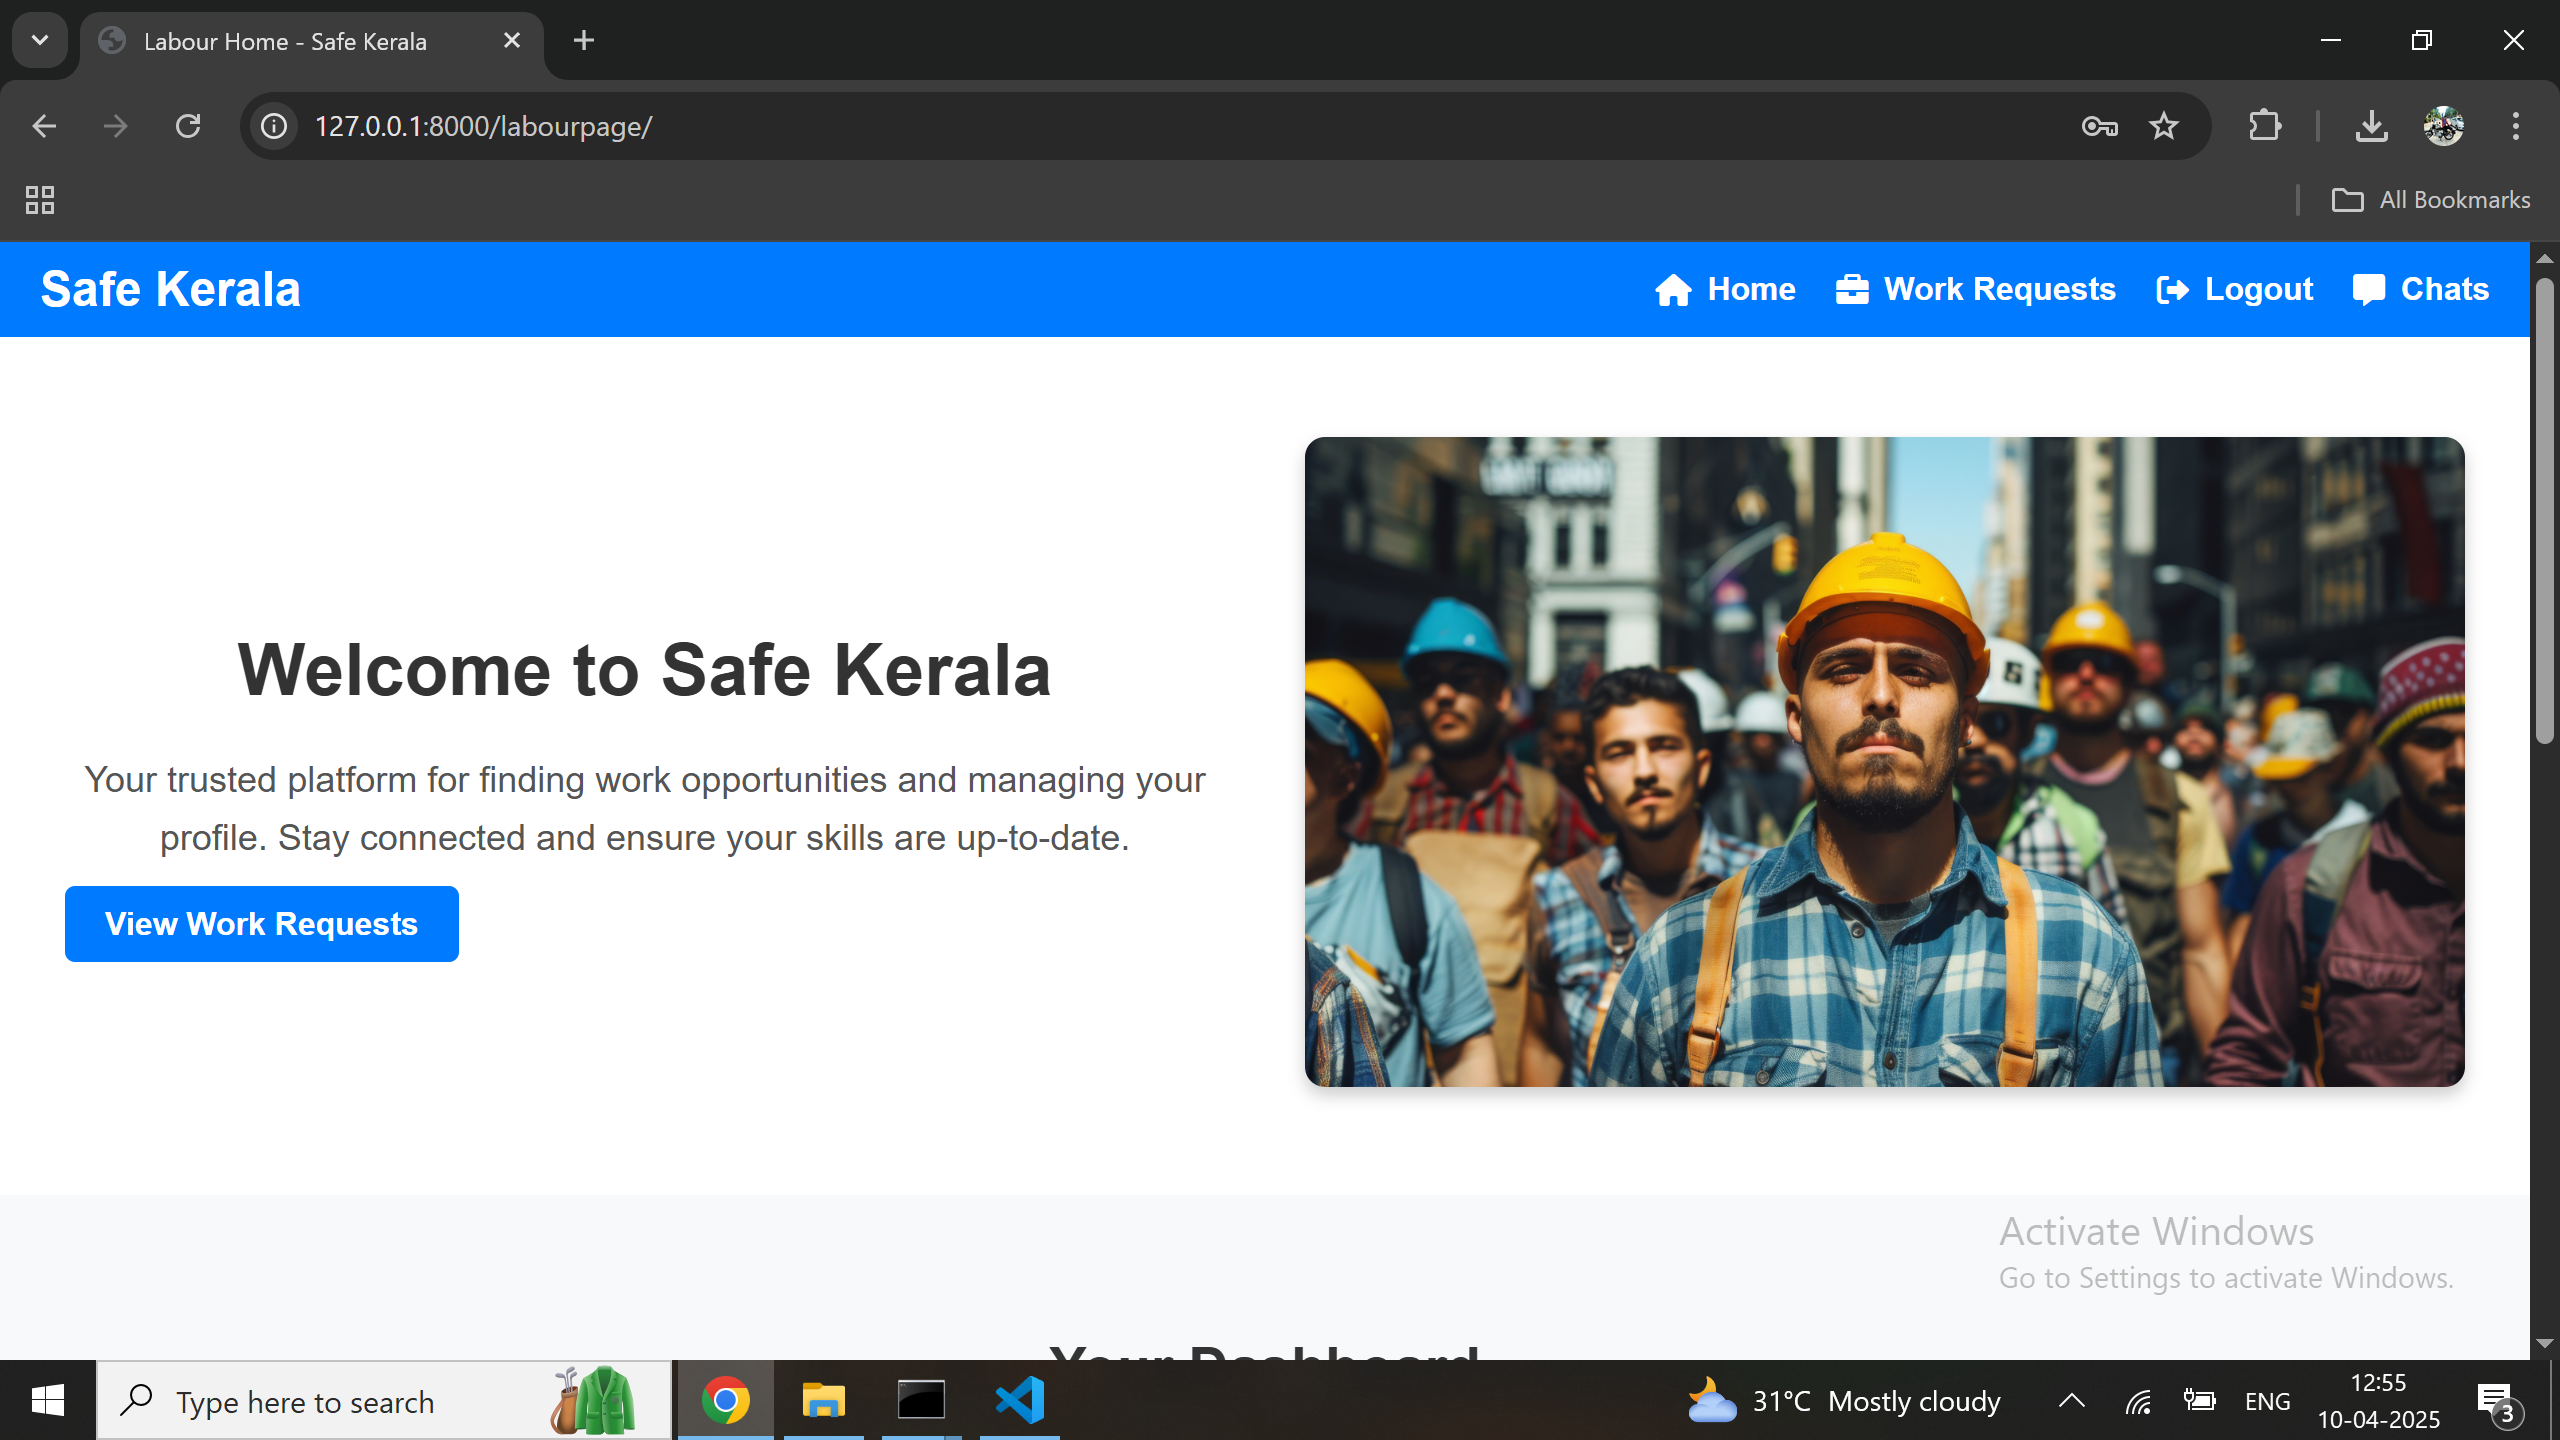 Labour Home - Safe Kerala
127.0.0.1:8000/labourpage/
All Bookmarks
Safe Kerala
Home
Work Requests
Logout
Chats
Welcome to Safe Kerala
Your trusted platform for finding work opportunities and managing your
profile. Stay connected and ensure your skills are up-to-date.
View Work Requests
Activate Windows
Go to Settings to activate Windows.
Your Dashboard
Type here to search
31°C Mostly cloudy
ENG
12:55
10-04-2025
3